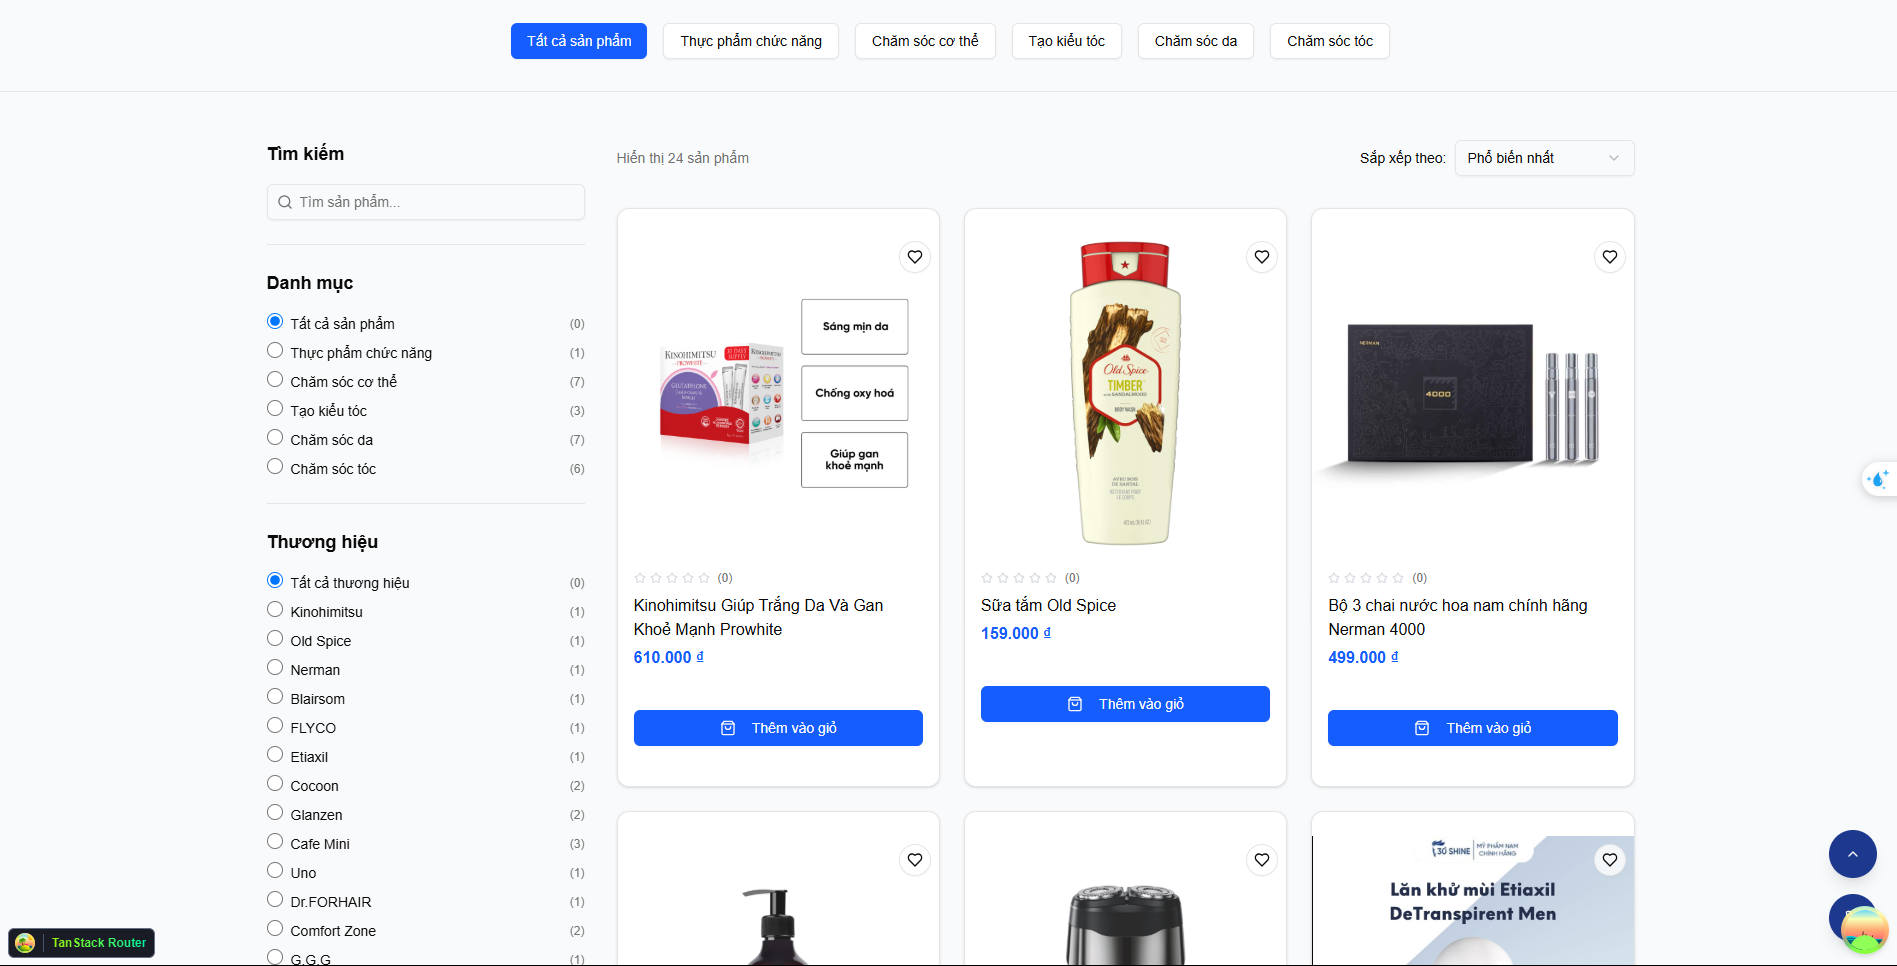 Tất cả sản phẩm
Thực phẩm chức năng
Chăm sóc cơ thể
Tạo kiểu tóc
Chăm sóc da
Chăm sóc tóc
Tìm kiếm
Tìm sản phẩm...
Danh mục
Tất cả sản phẩm (0)
Thực phẩm chức năng (1)
Chăm sóc cơ thể (7)
Tạo kiểu tóc (3)
Chăm sóc da (7)
Chăm sóc tóc (6)
Thương hiệu
Tất cả thương hiệu (0)
Kinohimitsu (1)
Old Spice (1)
Nerman (1)
Blairsom (1)
FLYCO (1)
Etiaxil (1)
Cocoon (2)
Glanzen (2)
Cafe Mini (3)
Uno (1)
Dr.FORHAIR (1)
Comfort Zone (2)
G.G.G (1)
Hiển thị 24 sản phẩm
Sắp xếp theo: Phổ biến nhất
KINOHIMITSU
PROWHITE
GLUTATHIONE
Sáng mịn da
Chống oxy hoá
Giúp gan
khoẻ mạnh
(0)
Kinohimitsu Giúp Trắng Da Và Gan
Khoẻ Mạnh Prowhite
610.000 ₫
Thêm vào giỏ
Old Spice
TIMBER
WITH SANDALWOOD
BODY WASH
AVEC BOIS
DE SANTAL
(0)
Sữa tắm Old Spice
159.000 ₫
Thêm vào giỏ
NERMAN
4000
(0)
Bộ 3 chai nước hoa nam chính hãng
Nerman 4000
499.000 ₫
Thêm vào giỏ
30 SHINE
MỸ PHẨM NAM
CHÍNH HÃNG
Lăn khử mùi Etiaxil
DeTranspirent Men
TanStack Router